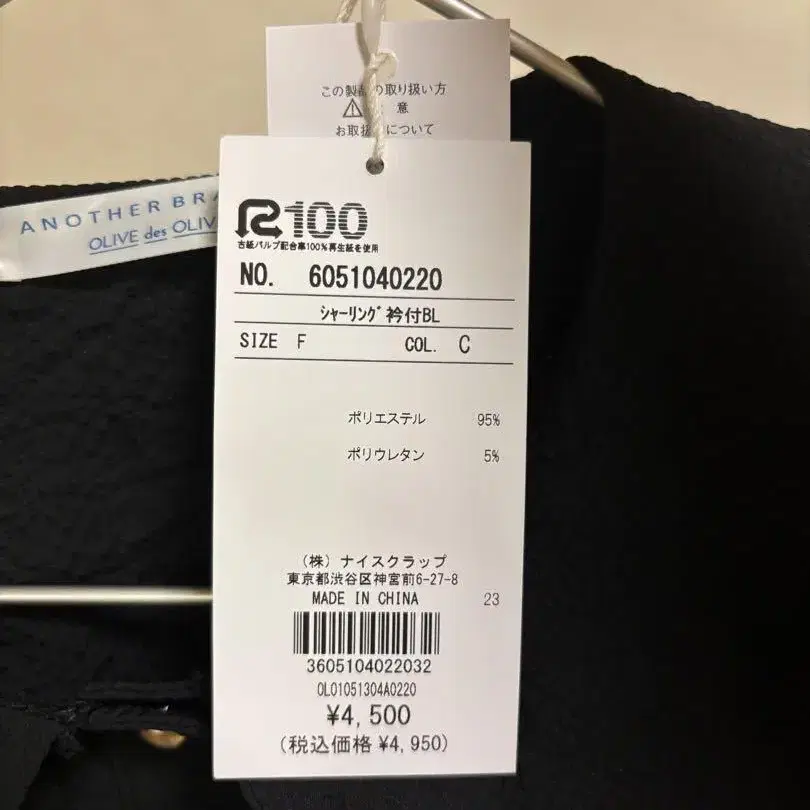 この製品の取り扱い方
意
お取扱 について
ANOTHER BRA
OLIVE des OLIV
R100
古紙パルプ配合率100%再生紙を使用
NO. 6051040220
シャーリング衿付BL
SIZE F COL. C
ポリエステル 95%
ポリウレタン 5%
(株) ナイスクラップ
東京都渋谷区神宮前6-27-8
MADE IN CHINA 23
3605104022032
OL01051304A0220
¥4,500
(税込価格 ¥4,950)